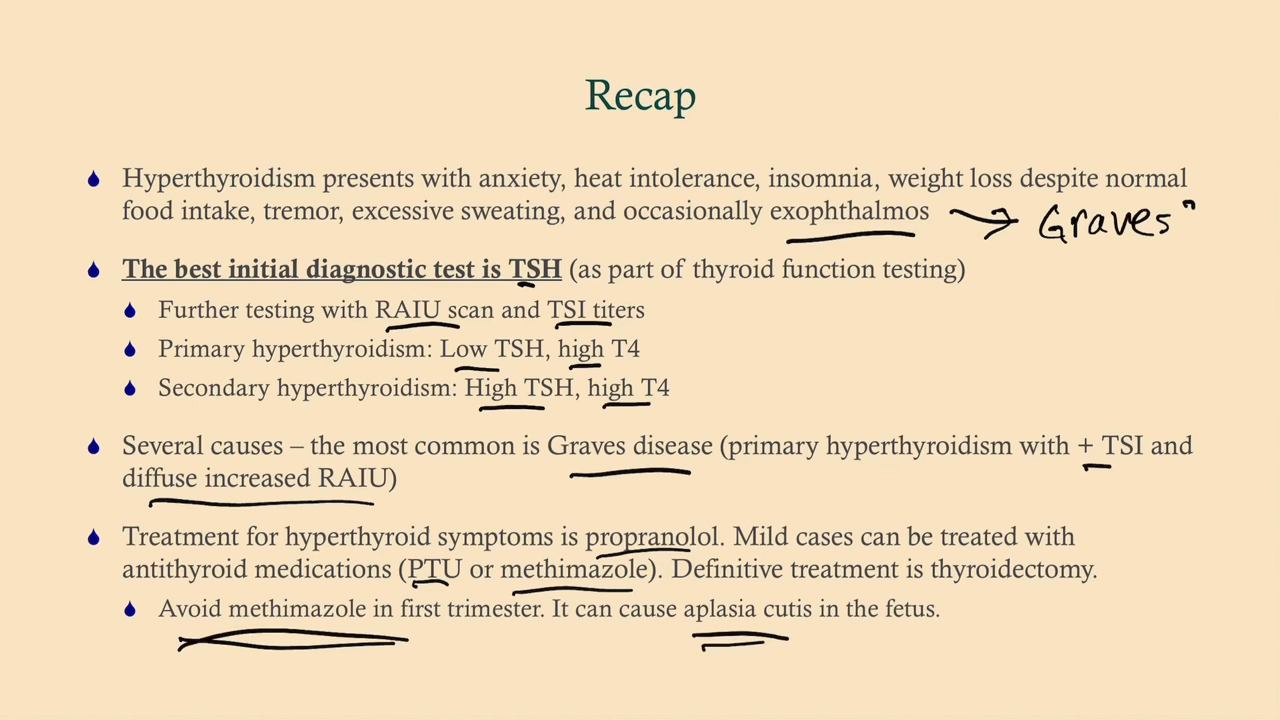 Recap
Hyperthyroidism presents with anxiety, heat intolerance, insomnia, weight loss despite normal
food intake, tremor, excessive sweating, and occasionally exophthalmos → Graves"
The best initial diagnostic test is TSH (as part of thyroid function testing)
Further testing with RAIU scan and TSI titers
Primary hyperthyroidism: Low TSH, high T4
Secondary hyperthyroidism: High TSH, high T4
Several causes – the most common is Graves disease (primary hyperthyroidism with + TSI and
diffuse increased RAIU)
Treatment for hyperthyroid symptoms is propranolol. Mild cases can be treated with
antithyroid medications (PTU or methimazole). Definitive treatment is thyroidectomy.
Avoid methimazole in first trimester. It can cause aplasia cutis in the fetus.